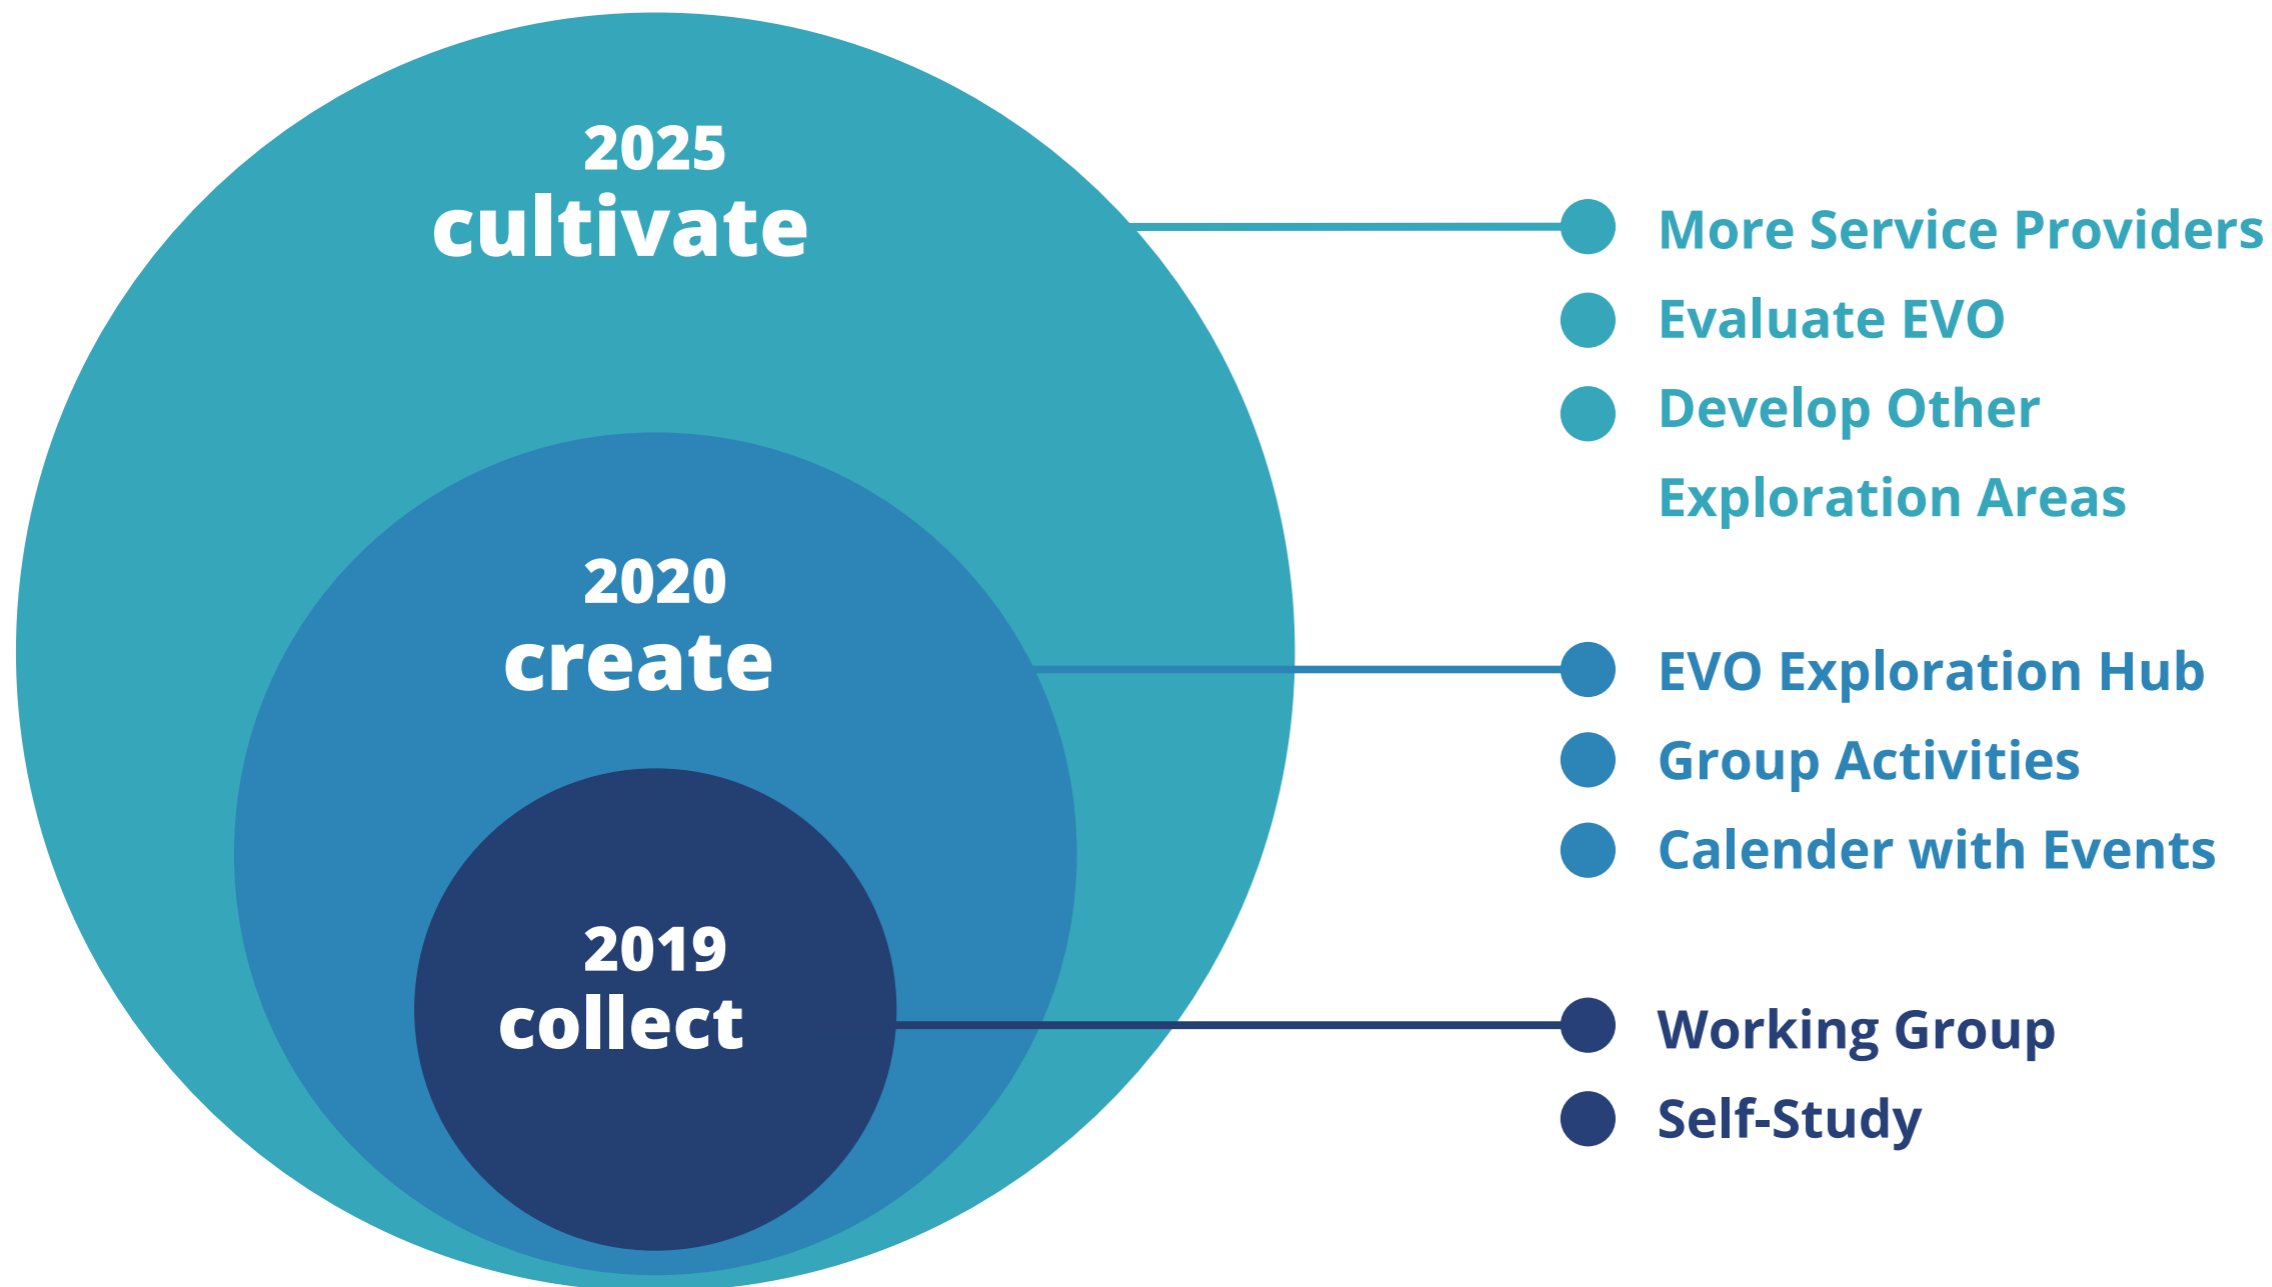 2025
cultivate
More Service Providers
Evaluate EVO
Develop Other
Exploration Areas
2020
create
EVO Exploration Hub
Group Activities
Calender with Events
2019
collect
Working Group
Self-Study